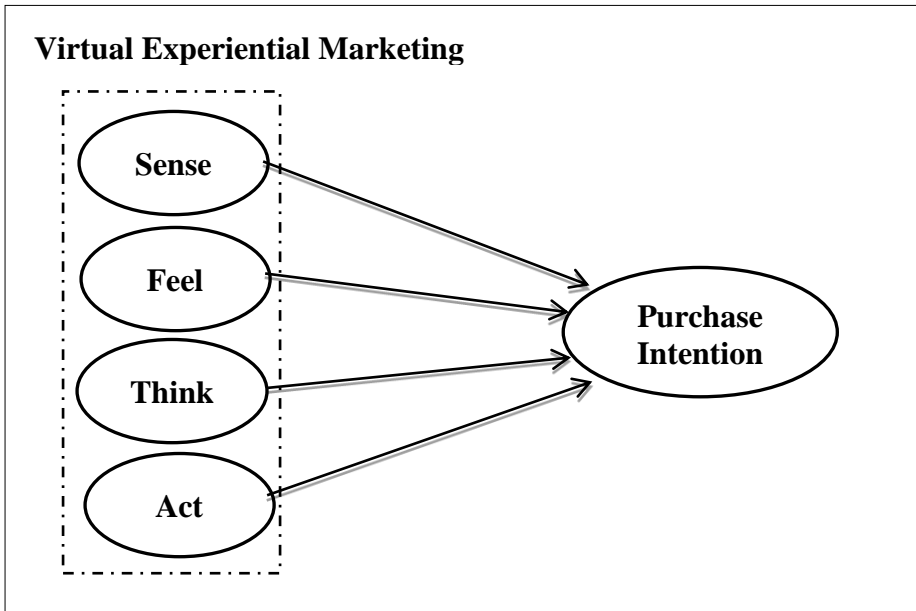 Virtual Experiential Marketing
Sense
Feel
Think
Act
Purchase
Intention